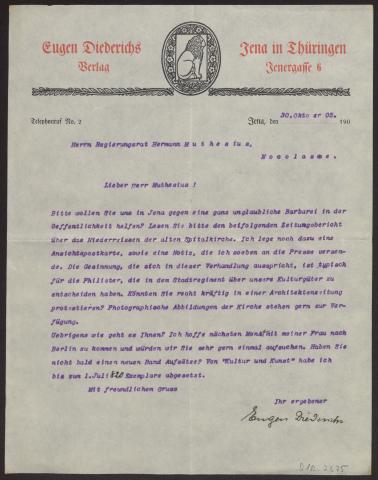 Eugen Diederichs
Verlag
Jena in Thüringen
Jenergasse 6
Telephonruf No. 2
Jena, den 30. Oktober 05. 190
Herrn Regierungsrat Hermann Muthesius,
Nocolasee.
Lieber Herr Muthesius !
Bitte wollen Sie uns in Jena gegen eine ganz unglaubliche Barbarei in der
Oeffentlichkeit helfen? Lesen Sie bitte den beifolgenden Zeitungsbericht
über das Niederreissen der alten Spitalkirche. Ich lege noch dazu eine
Ansichtspostkarte, sowie eine Notiz, die ich soeben an die Presse versen-
de. Die Gesinnung, die sich in dieser Verhandlung ausspricht, ist typisch
für die Philister, die in dem Stadtregiment über unsere Kulturgüter zu
entscheiden haben. Könnten Sie recht kräftig in einer Architektenzeitung
protestieren? Photographische Abbildungen der Kirche stehen gern zur Ver-
fügung.
Uebrigens wie geht es Ihnen? Ich hoffe nächsten Monat mit meiner Frau nach
Berlin zu kommen und würden wir Sie sehr gern einmal aufsuchen. Haben Sie
nicht bald einen neuen Band Aufsätze? Von "Kultur und Kunst" habe ich
bis zum 1. Juli 820 Exemplare abgesetzt.
Mit freundlichen Gruss
Ihr ergebener
Eugen Diederichs